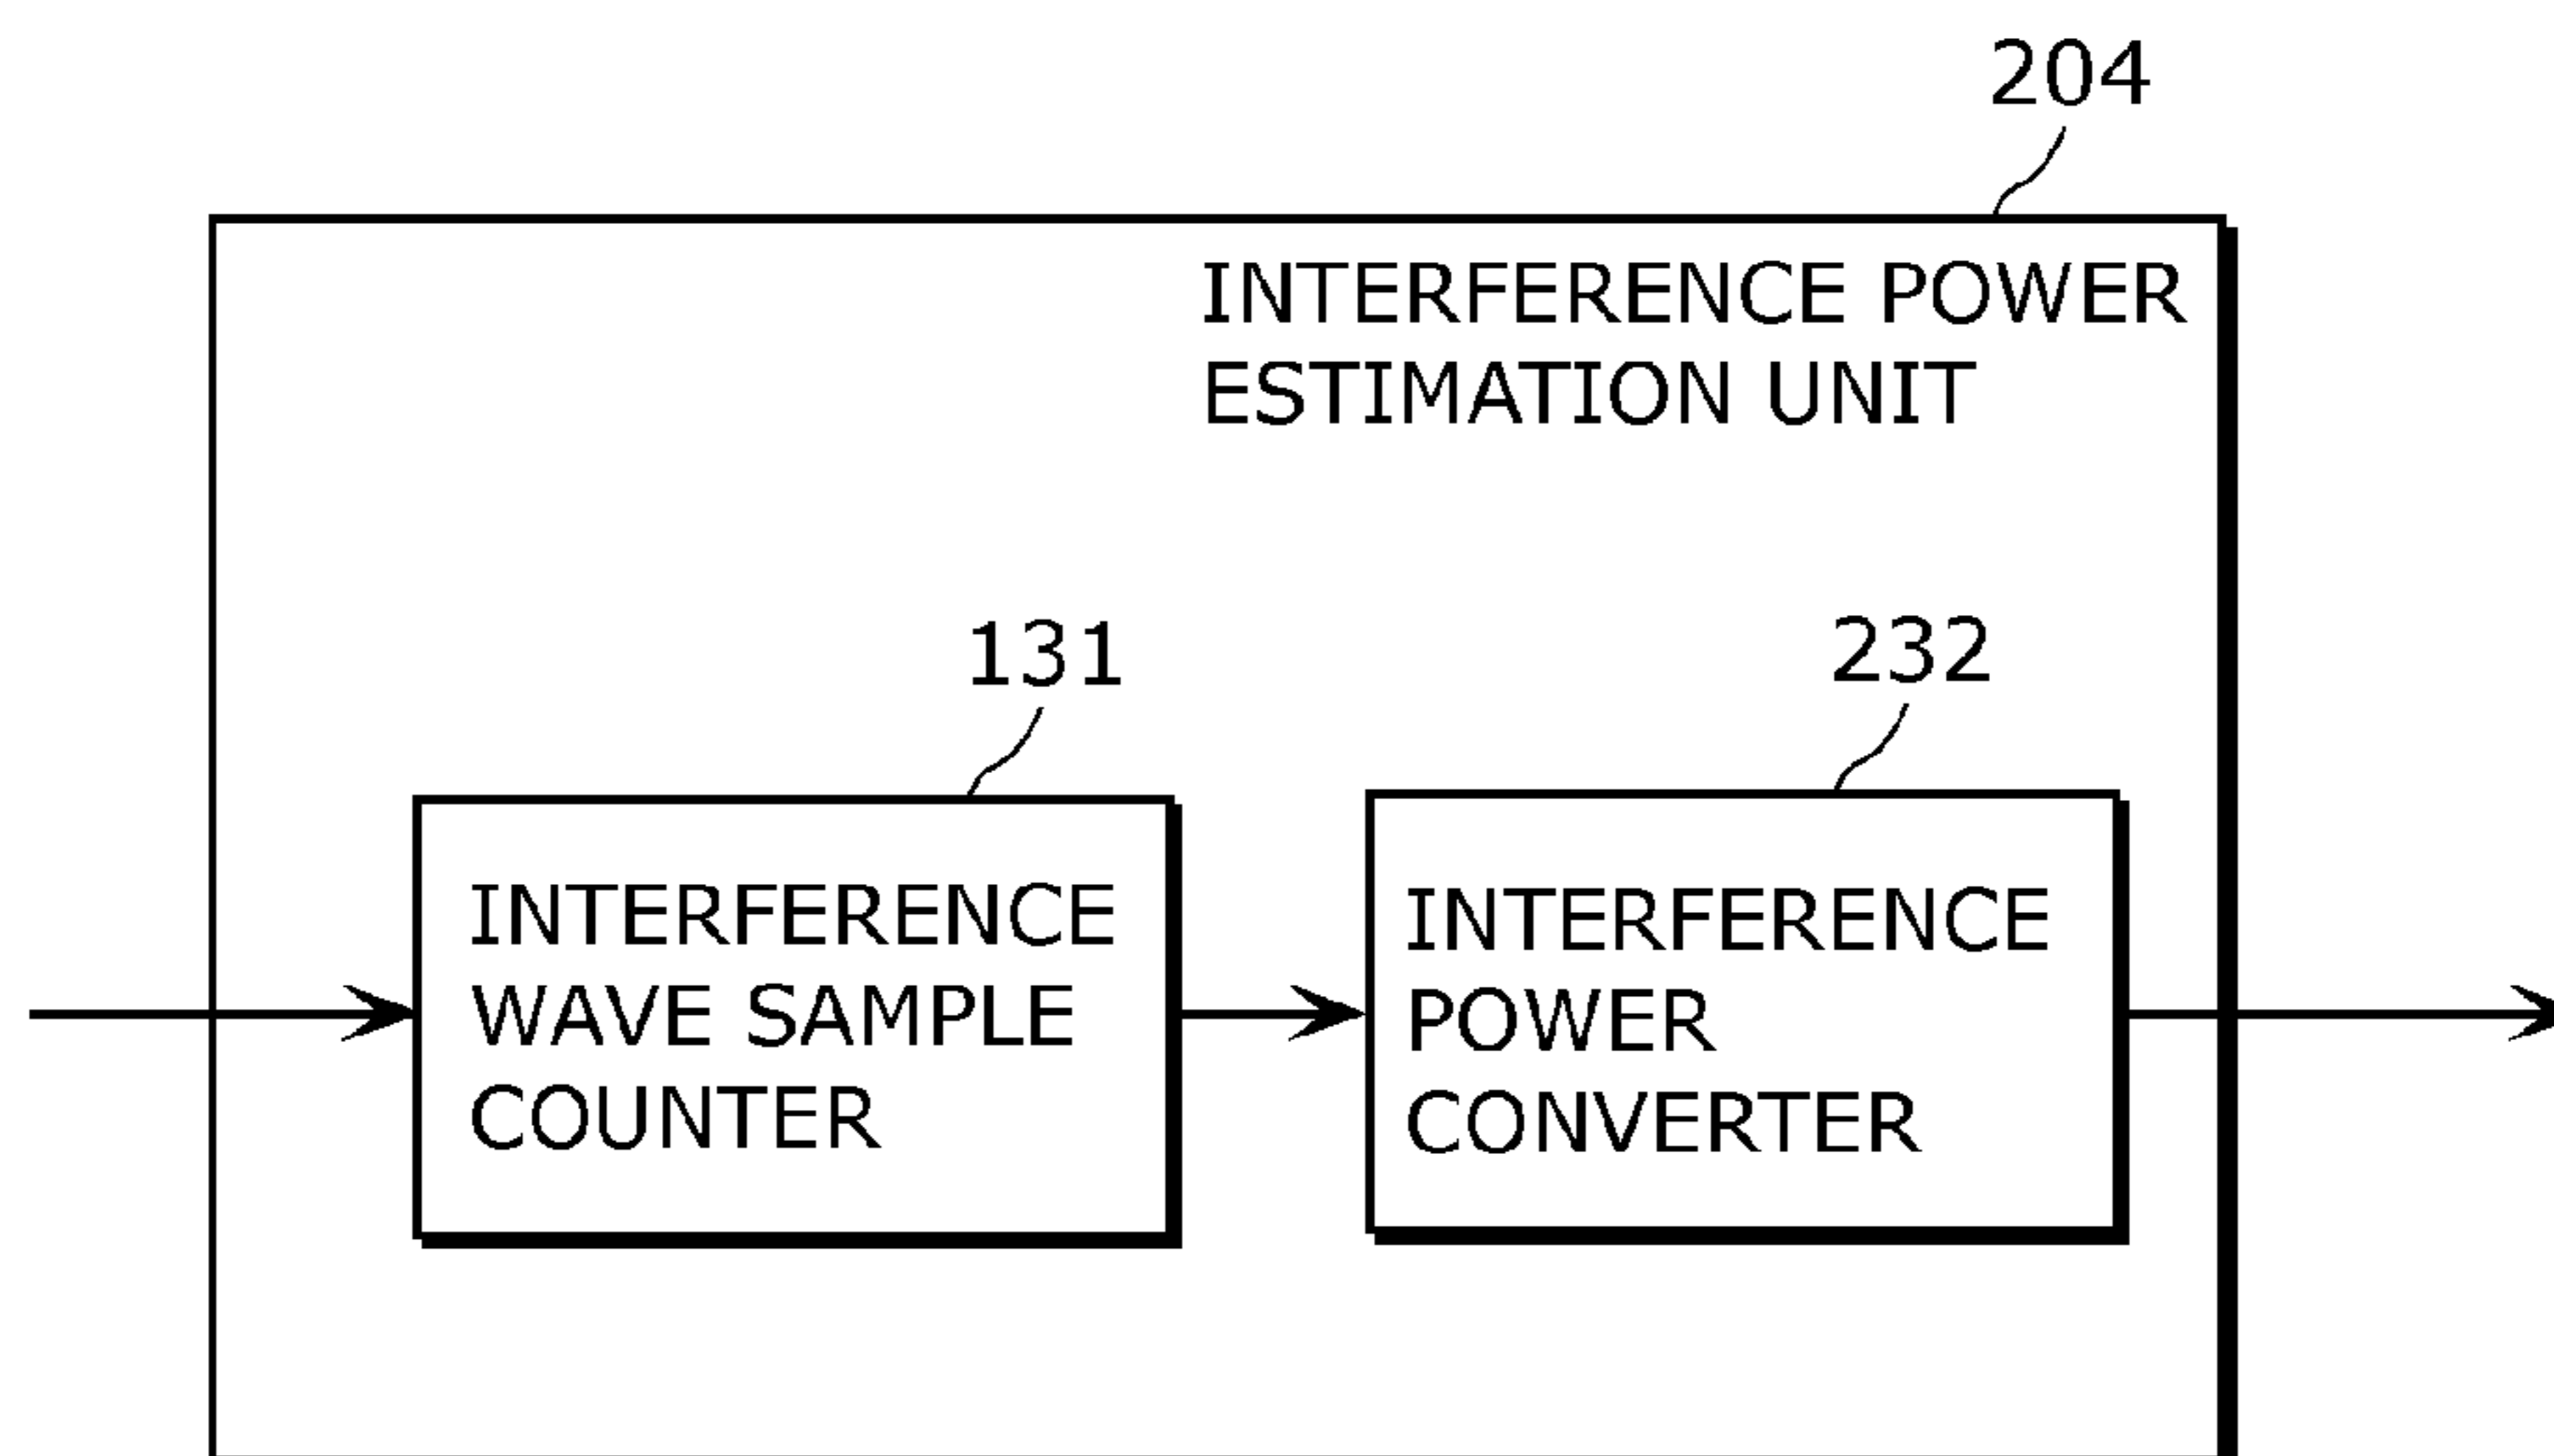 204
INTERFERENCE POWER
ESTIMATION UNIT
131
232
INTERFERENCE
WAVE SAMPLE
COUNTER
INTERFERENCE
POWER
CONVERTER